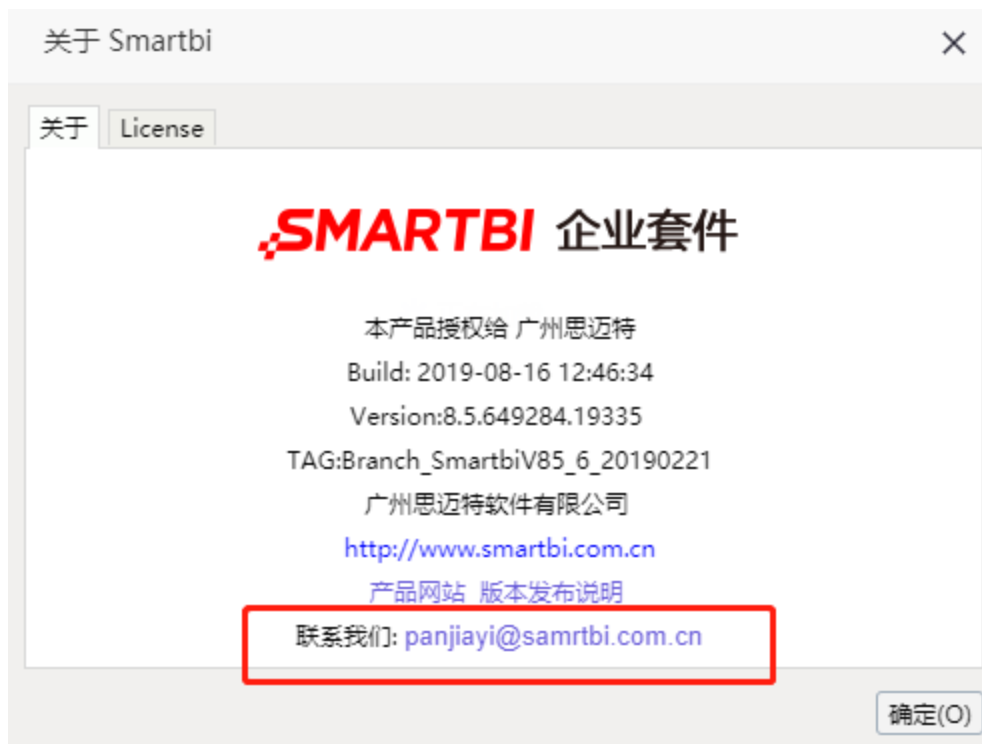 关于 Smartbi
关于 License
SMARTBI 企业套件
本产品授权给 广州思迈特
Build: 2019-08-16 12:46:34
Version:8.5.649284.19335
TAG:Branch_SmartbiV85_6_20190221
广州思迈特软件有限公司
http://www.smartbi.com.cn
产品网站 版本发布说明
联系我们: panjiayi@samrtbi.com.cn
确定(O)